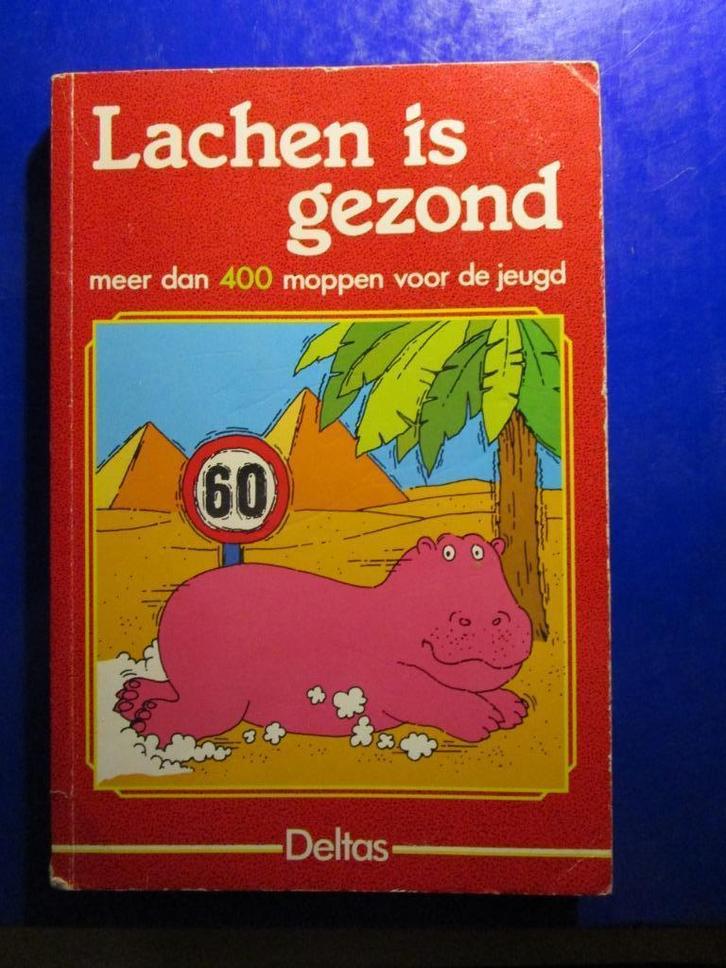 Lachen is
gezond
meer dan 400 moppen voor de jeugd
60
Deltas